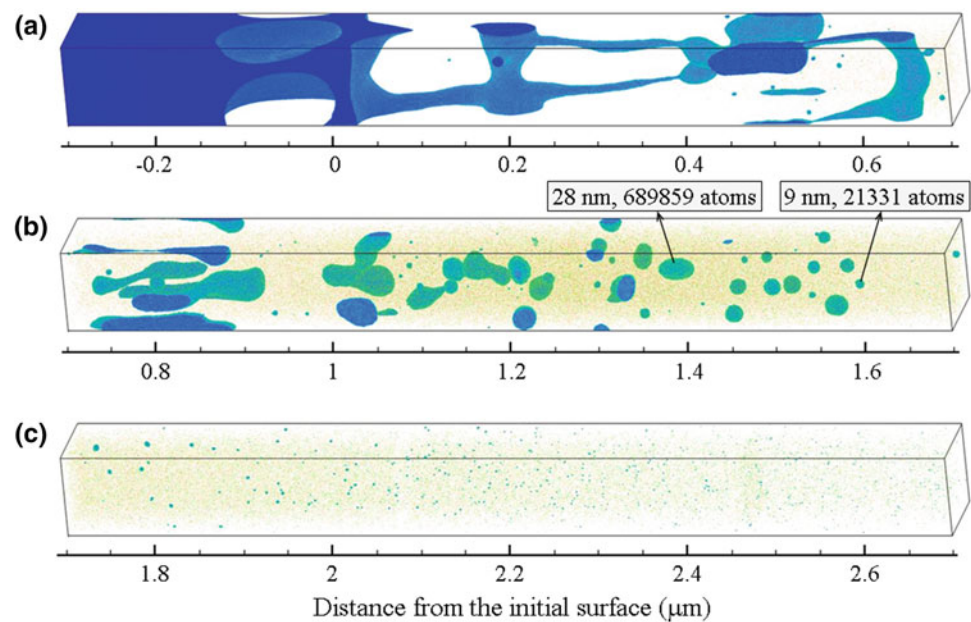 (a)
-0.2 0 0.2 0.4 0.6
28 nm, 689859 atoms 9 nm, 21331 atoms
(b)
0.8 1 1.2 1.4 1.6
(c)
1.8 2 2.2 2.4 2.6
Distance from the initial surface (μm)